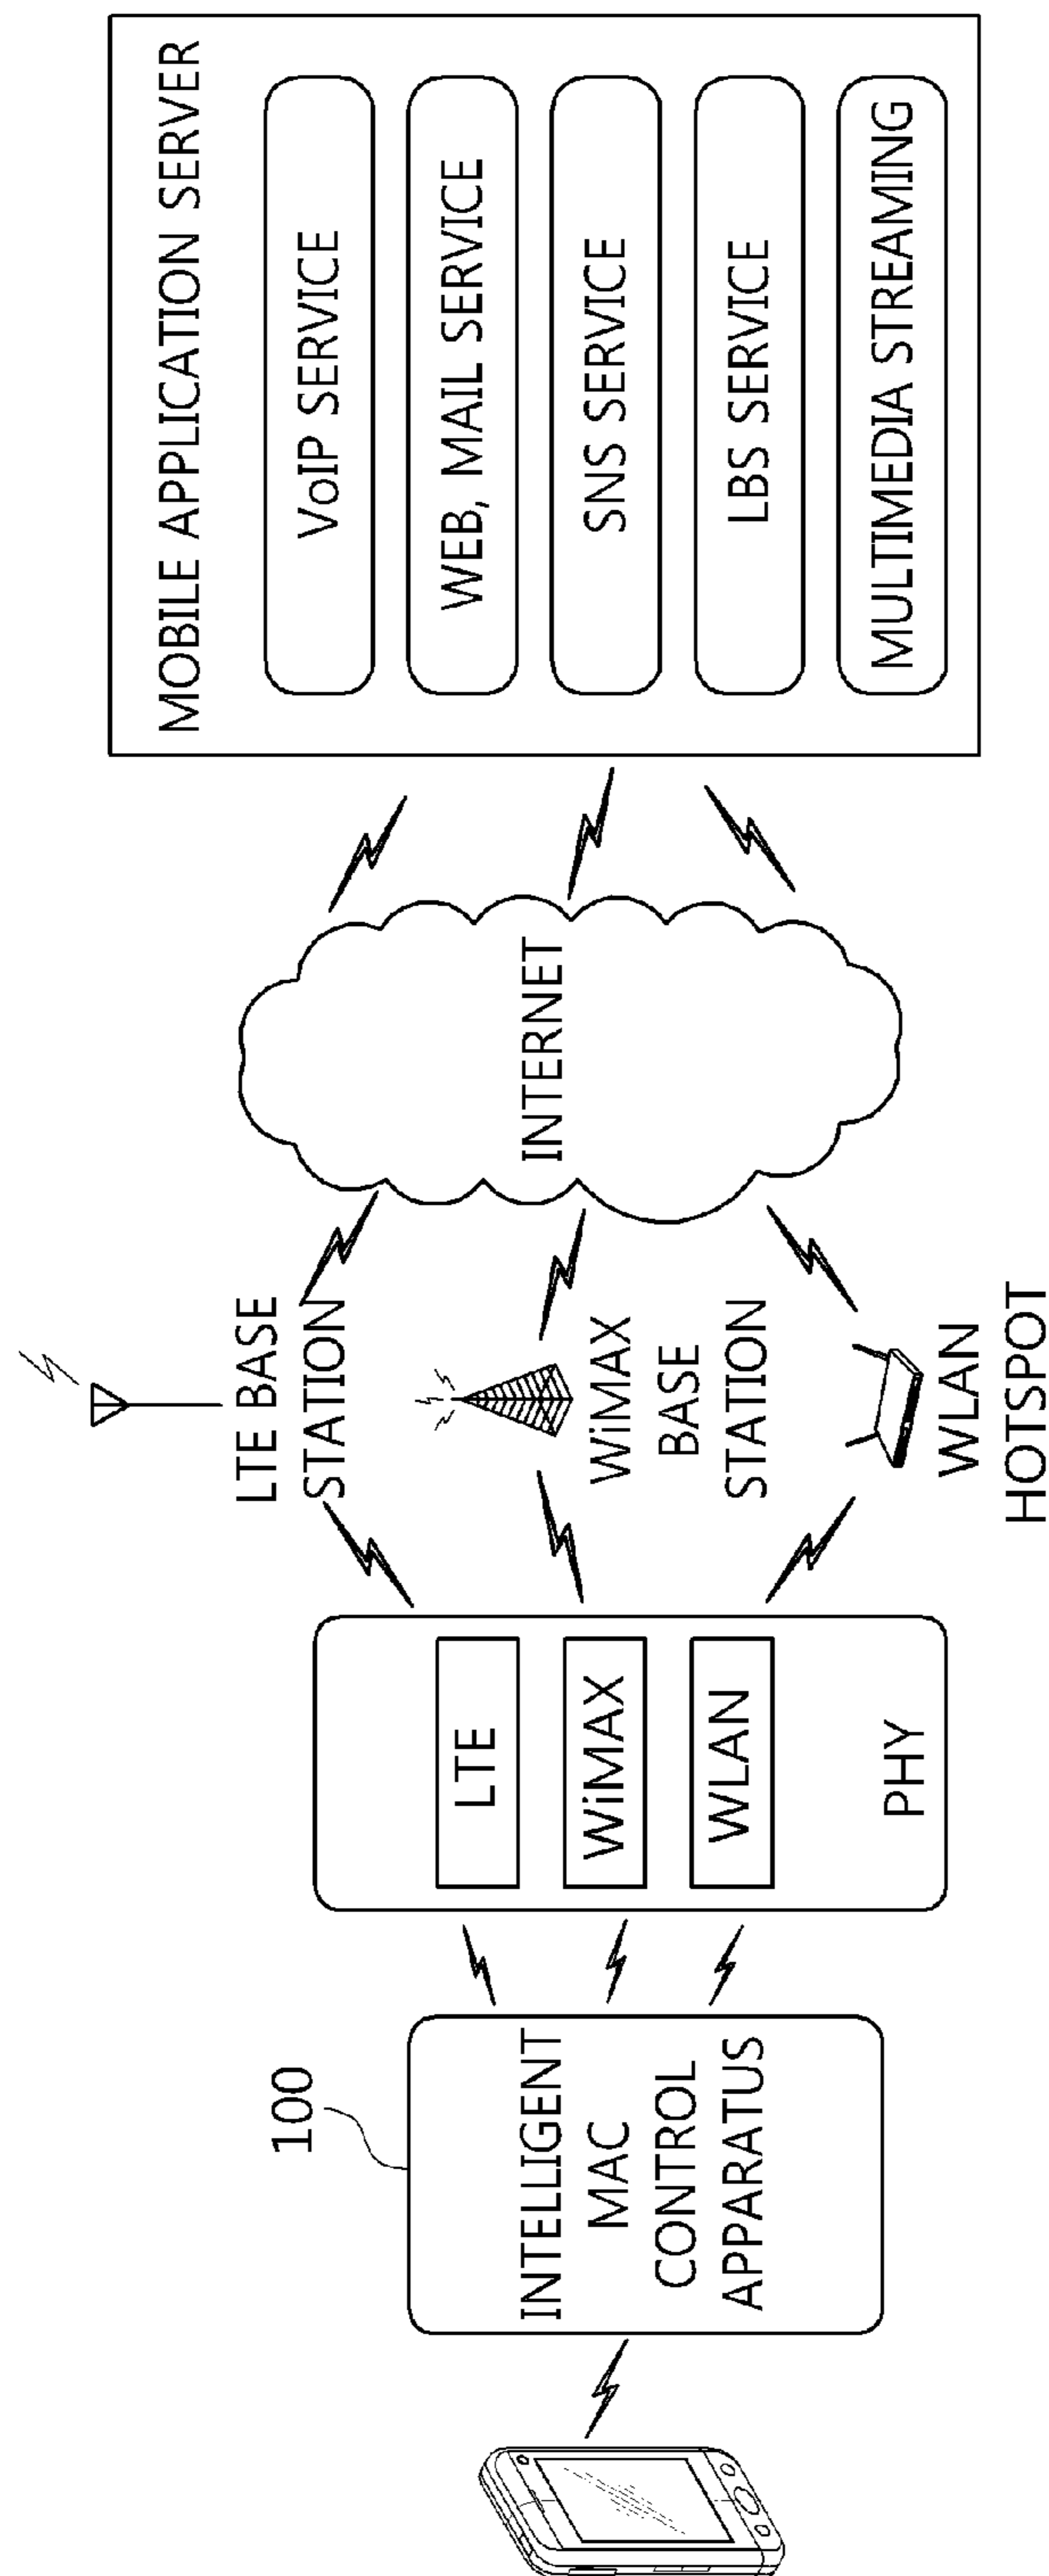 100
INTELLIGENT
MAC
CONTROL
APPARATUS
LTE
WiMAX
WLAN
PHY
LTE BASE
STATION
WiMAX
BASE
STATION
WLAN
HOTSPOT
INTERNET
MOBILE APPLICATION SERVER
VoIP SERVICE
WEB, MAIL SERVICE
SNS SERVICE
LBS SERVICE
MULTIMEDIA STREAMING